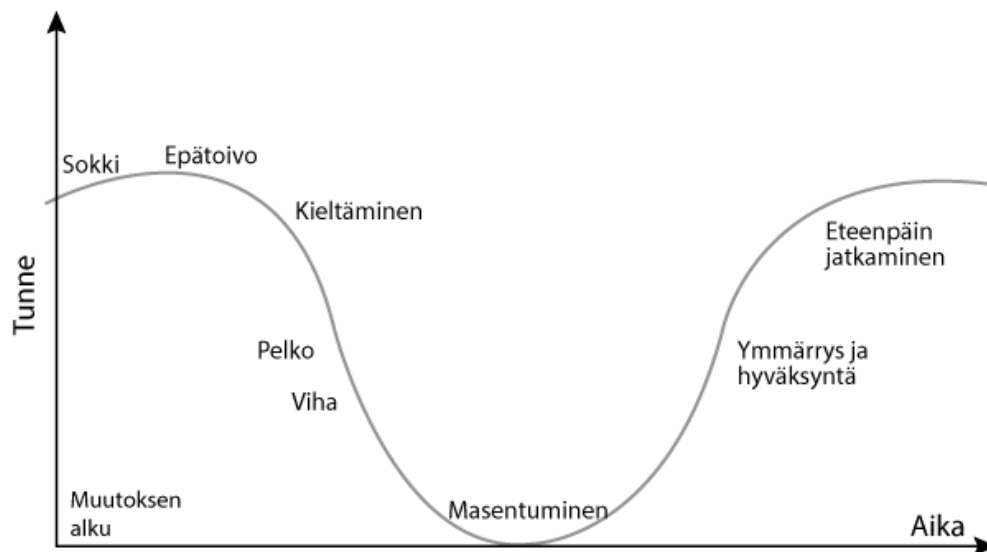 Sokki
Epätoivo
Kieltäminen
Pelko
Viha
Masentuminen
Ymmärrys ja
hyväksyntä
Eteenpäin
jatkaminen
Tunne
Muutoksen
alku
Aika